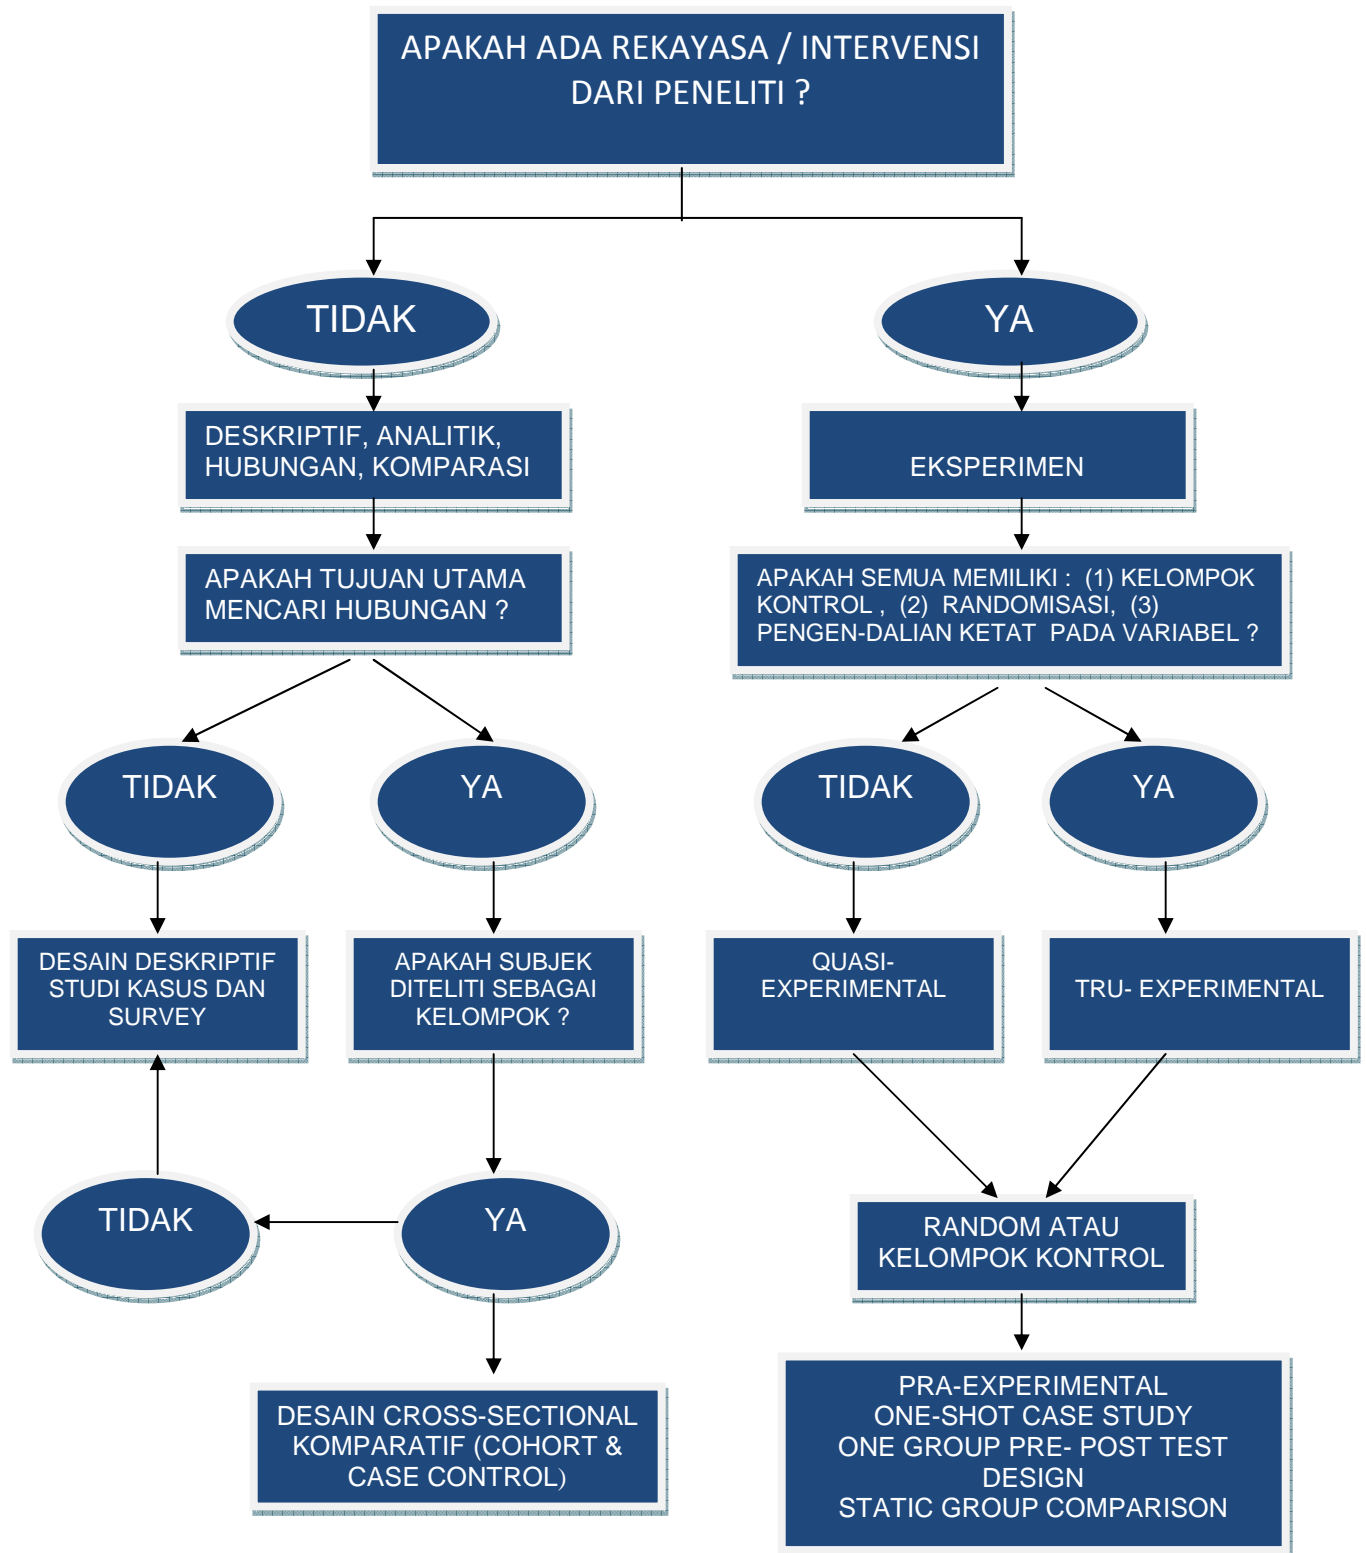 APAKAH ADA REKAYASA / INTERVENSI
DARI PENELITI ?
TIDAK
YA
DESKRIPTIF, ANALITIK,
HUBUNGAN, KOMPARASI
EKSPERIMEN
APAKAH TUJUAN UTAMA
MENCARI HUBUNGAN ?
APAKAH SEMUA MEMILIKI : (1) KELOMPOK
KONTROL , (2) RANDOMISASI, (3)
PENGEN-DALIAN KETAT PADA VARIABEL ?
TIDAK
YA
TIDAK
YA
DESAIN DESKRIPTIF
STUDI KASUS DAN
SURVEY
APAKAH SUBJEK
DITELITI SEBAGAI
KELOMPOK ?
QUASI-
EXPERIMENTAL
TRU- EXPERIMENTAL
TIDAK
YA
RANDOM ATAU
KELOMPOK KONTROL
DESAIN CROSS-SECTIONAL
KOMPARATIF (COHORT &
CASE CONTROL)
PRA-EXPERIMENTAL
ONE-SHOT CASE STUDY
ONE GROUP PRE- POST TEST
DESIGN
STATIC GROUP COMPARISON